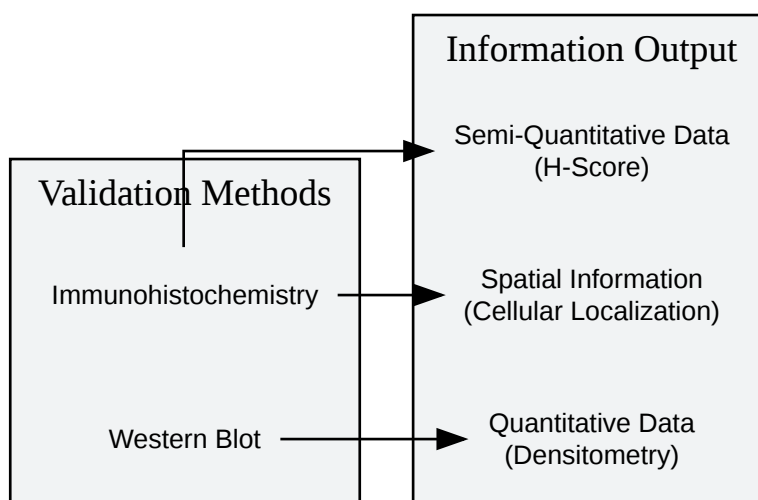 Information Output
Semi-Quantitative Data
(H-Score)
Validation Methods
Immunohistochemistry
Spatial Information
(Cellular Localization)
Western Blot
Quantitative Data
(Densitometry)